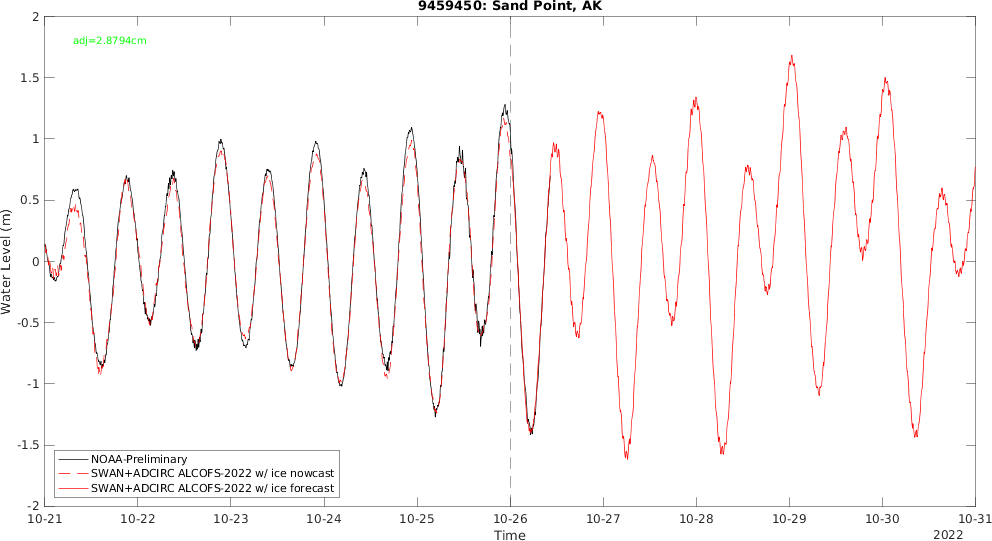 9459450: Sand Point, AK
adj=2.8794cm
2
1.5
1
0.5
0
-0.5
-1
-1.5
-2
Water Level (m)
NOAA-Preliminary
SWAN+ADCIRC ALCOFS-2022 w/ ice nowcast
SWAN+ADCIRC ALCOFS-2022 w/ ice forecast
10-21 10-22 10-23 10-24 10-25 10-26 10-27 10-28 10-29 10-30 10-31
Time
2022